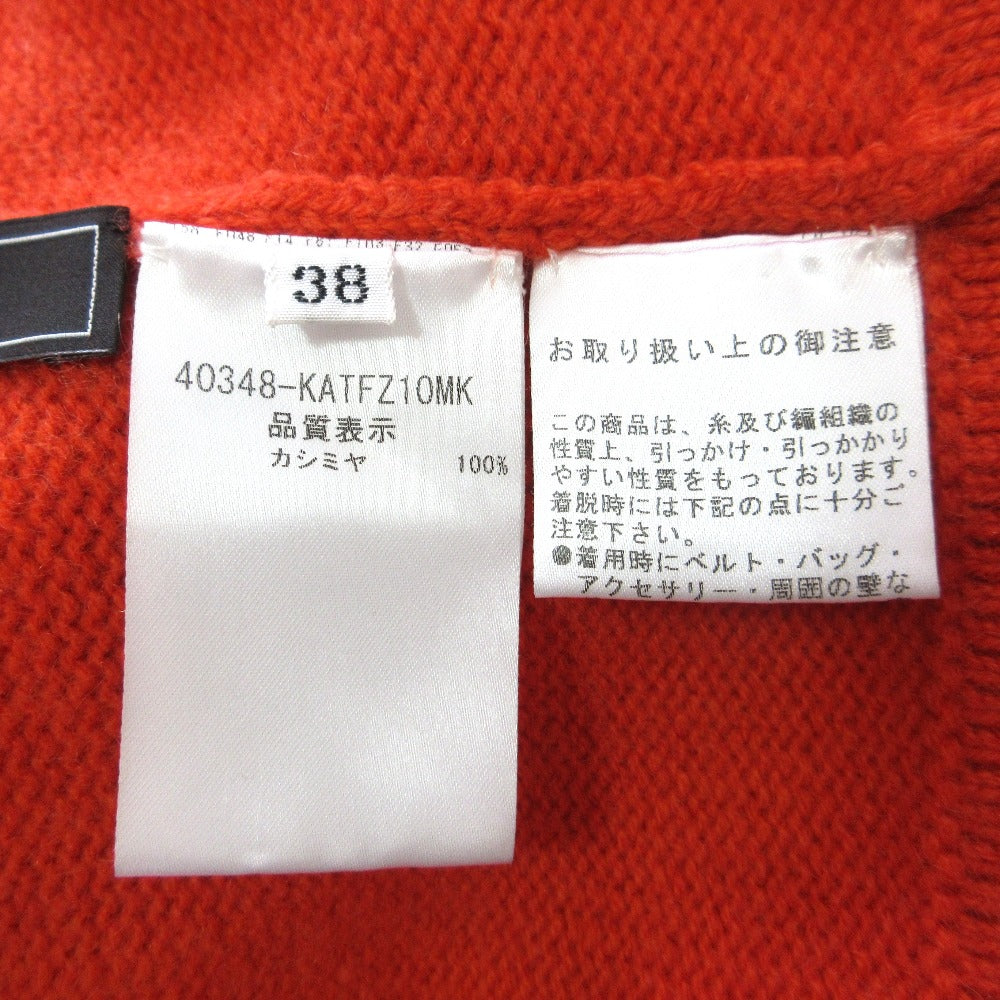 38
40348-KATFZ10MK
品質表示
カシミヤ 100%
お取り扱い上の御注意
この商品は、糸及び編組織の
性質上、引っかけ・引っかかり
やすい性質をもっております。
着脱時には下記の点に十分ご
注意下さい。
●着用時にベルト・バッグ・
アクセサリー・周囲の壁な